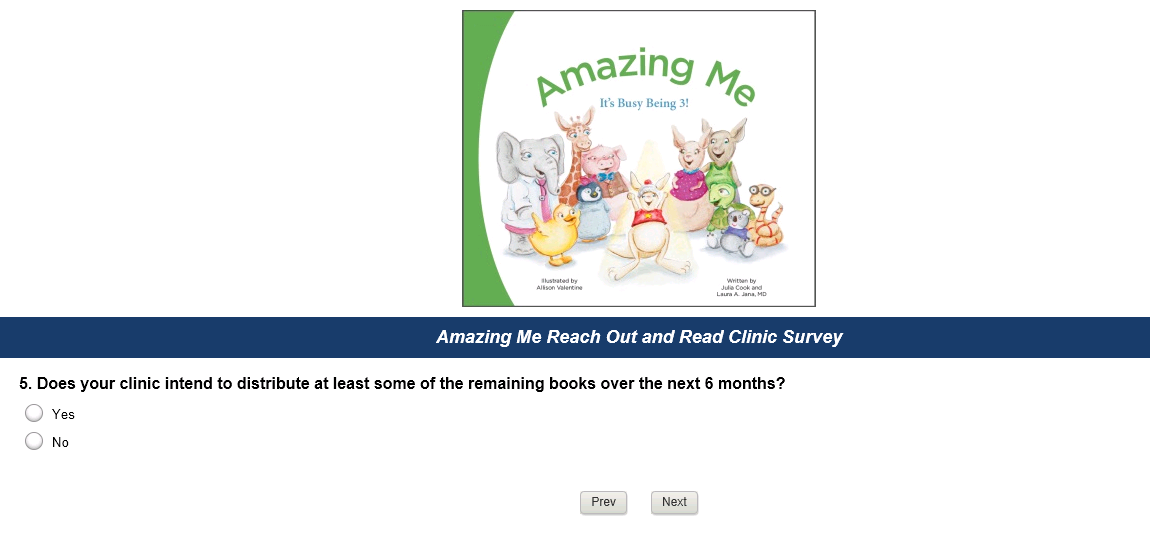 Amazing Me
It's Busy Being 3!
Illustrated by
Allison Valentine
Written by
Julia Cook and
Laura A. Jana, MD
Amazing Me Reach Out and Read Clinic Survey
5. Does your clinic intend to distribute at least some of the remaining books over the next 6 months?
Yes
No
Prev Next